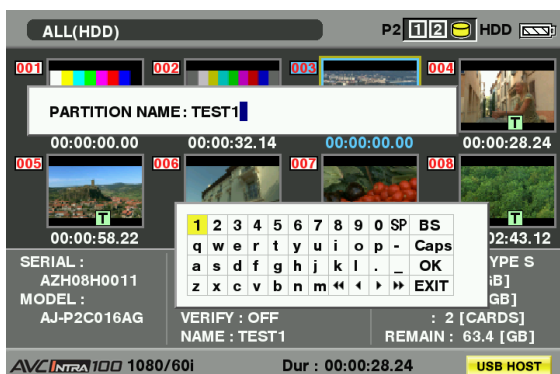 ALL(HDD) P2 1 2 HDD
001 002 003 004
PARTITION NAME: TEST1
T
00:00:00.00 00:00:32.14 00:00:00.00 00:00:28.24
005 006 007 008
T T
00:00:58.22 02:43.12
1 2 3 4 5 6 7 8 9 0 SP BS
q w e r t y u i o p - Caps
a s d f g h j k l . _ OK
z x c v b n m EXIT
SERIAL : YPE S
AZH08H0011 B]
MODEL : GB]
AJ-P2C016AG VERIFY : OFF : 2 [CARDS]
NAME : TEST1 REMAIN : 63.4 [GB]
AVC INTRA 100 1080/60i Dur : 00:00:28.24 USB HOST